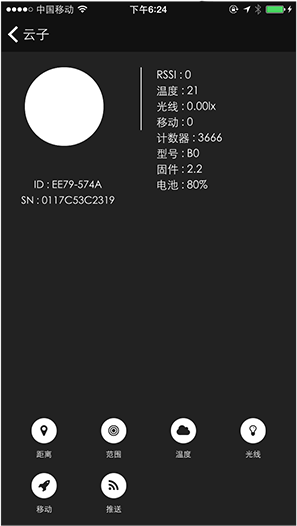 中国移动 下午6:24
云子
RSSI : 0
温度 : 21
光线 : 0.00lx
移动 : 0
计数器 : 3666
型号 : B0
固件 : 2.2
电池 : 80%
ID : EE79-574A
SN : 0117C53C2319
距离 范围 温度 光线
移动 推送